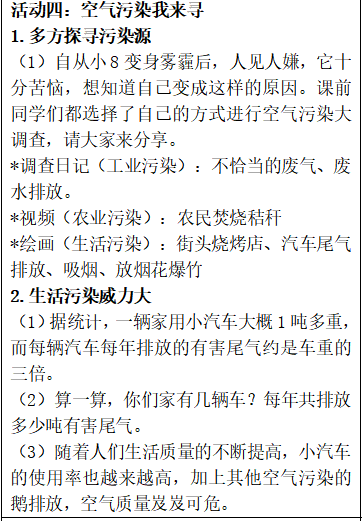 活动四：空气污染我来寻
1.多方探寻污染源
（1）自从小8变身雾霾后，人见人嫌，它十
分苦恼，想知道自己变成这样的原因。课前
同学们都选择了自己的方式进行空气污染大
调查，请大家来分享。
*调查日记（工业污染）：不恰当的废气、废
水排放。
*视频（农业污染）：农民焚烧秸秆
*绘画（生活污染）：街头烧烤店、汽车尾气
排放、吸烟、放烟花爆竹
2.生活污染威力大
（1）据统计，一辆家用小汽车大概1吨多重，
而每辆汽车每年排放的有害尾气约是车重的
三倍。
（2）算一算，你们家有几辆车？每年共排放
多少吨有害尾气。
（3）随着人们生活质量的不断提高，小汽车
的使用率也越来越高，加上其他空气污染的
鹅排放，空气质量岌岌可危。